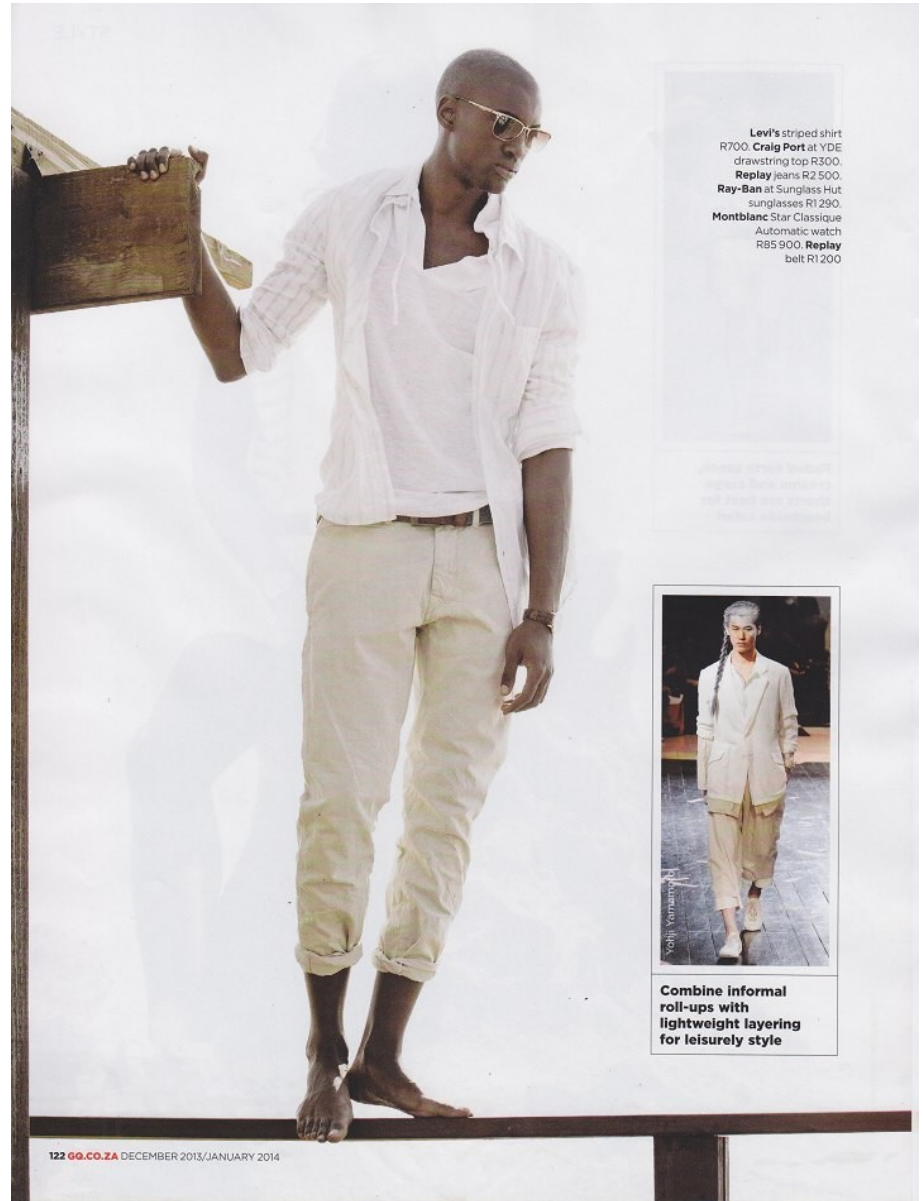 Levi's striped shirt
R700. Craig Port at YDE
drawstring top R300.
Replay jeans R2 500.
Ray-Ban at Sunglass Hut
sunglasses R1 290.
Montblanc Star Classique
Automatic watch
R85 900. Replay
belt R1 200
Yohji Yamamoto
Combine informal
roll-ups with
lightweight layering
for leisurely style
122 GQ.CO.ZA DECEMBER 2013/JANUARY 2014